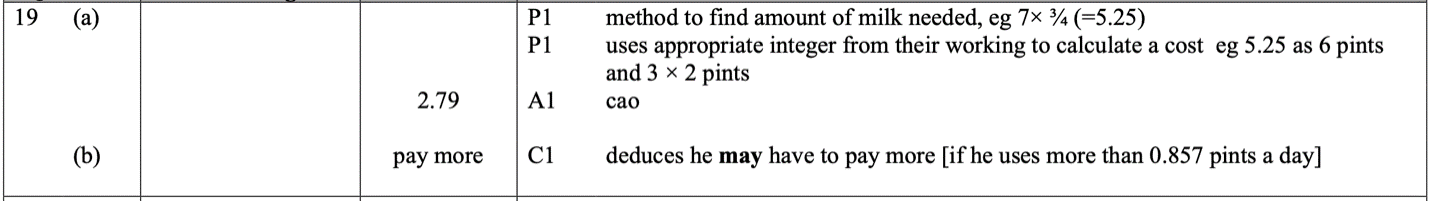 19 (a) P1 method to find amount of milk needed, eg 7× ¾ (=5.25)
P1 uses appropriate integer from their working to calculate a cost eg 5.25 as 6 pints
and 3 × 2 pints
2.79 A1 cao
(b) pay more C1 deduces he may have to pay more [if he uses more than 0.857 pints a day]